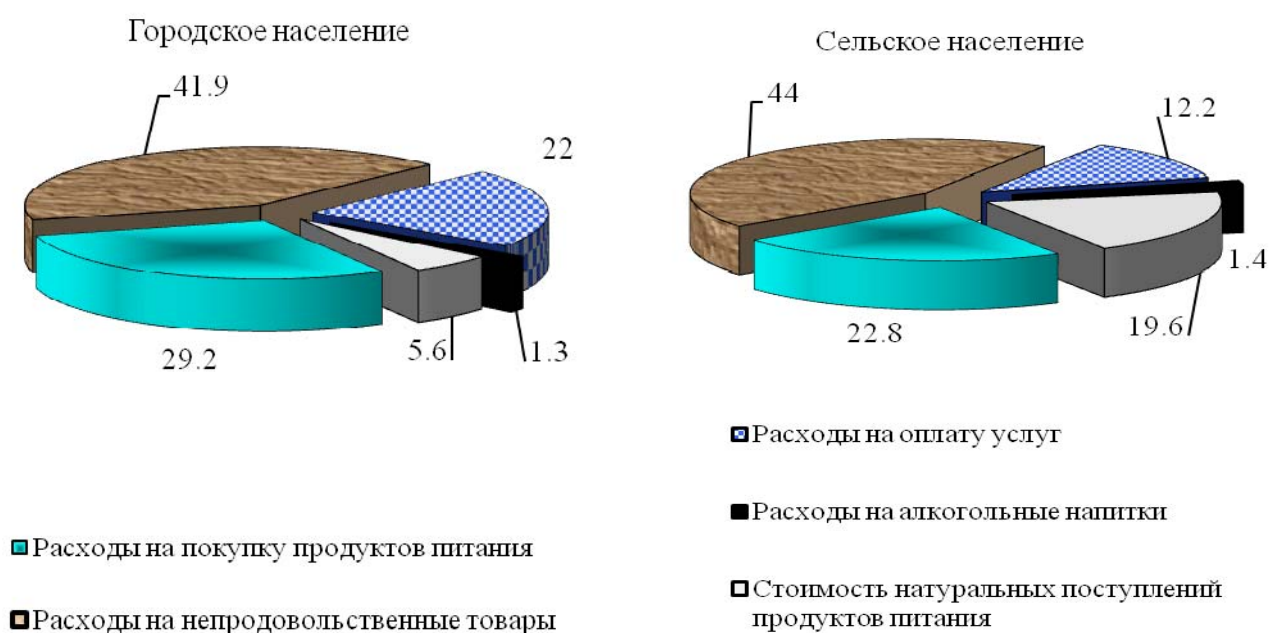 Городское население
41.9
22
29.2
5.6
1.3
Сельское население
44
12.2
1.4
19.6
22.8
Расходы на покупку продуктов питания
Расходы на непродовольственные товары
Расходы на оплату услуг
Расходы на алкогольные напитки
Стоимость натуральных поступлений
продуктов питания